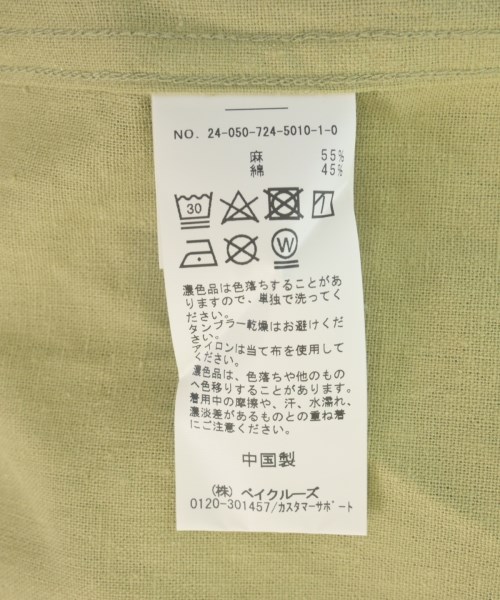 NO. 24-050-724-5010-1-0
麻 55%
綿 45%
30
W
濃色品は色落ちすることがあ
りますので、単独で洗ってく
ださい。
タンブラー乾燥はお避けくだ
さい。
アイロンは当て布を使用して
ください。
濃色品は、色落ちや他のもの
へ色移りすることがあります。
着用中の摩擦や、汗、水濡れ、
濃淡差があるものとの重ね着
にご注意ください。
中国製
(株) ベイクルーズ
0120-301457/カスタマーサポート